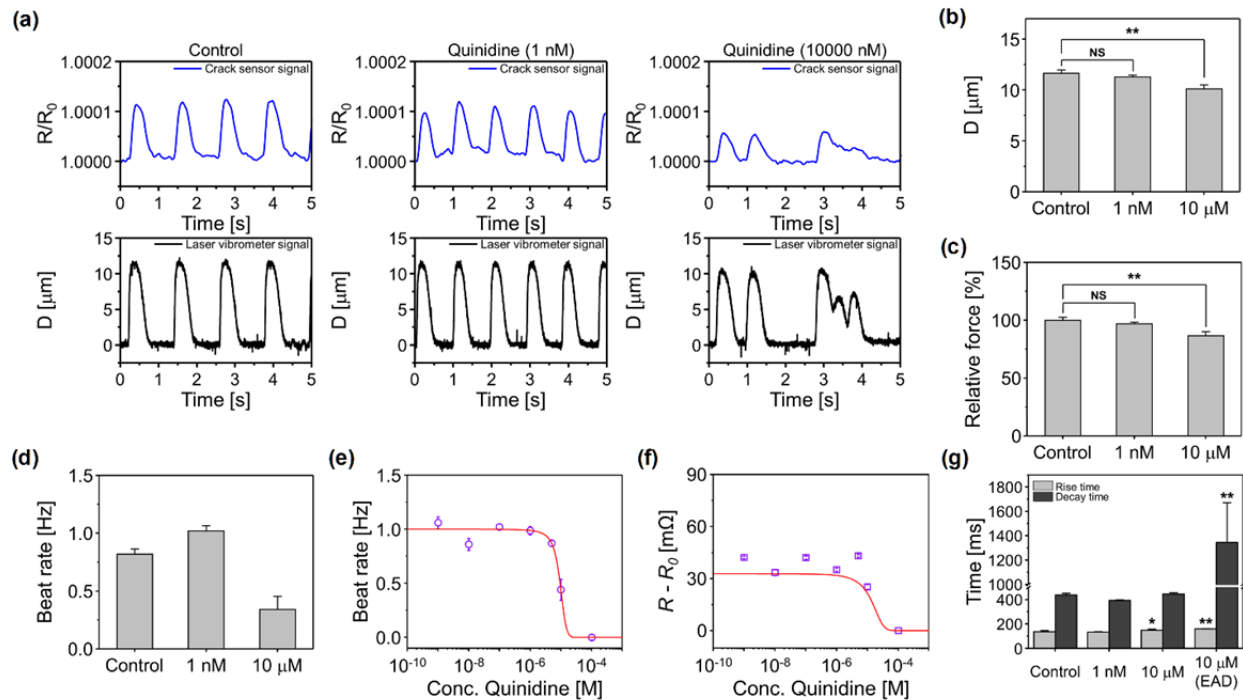 (a)
Control
Crack sensor signal
R/R0
1.0002
1.0001
1.0000
0 1 2 3 4 5
Time [s]
Quinidine (1 nM)
Crack sensor signal
R/R0
1.0002
1.0001
1.0000
0 1 2 3 4 5
Time [s]
Quinidine (10000 nM)
Crack sensor signal
R/R0
1.0002
1.0001
1.0000
0 1 2 3 4 5
Time [s]
Laser vibrometer signal
D [μm]
10
5
0
0 1 2 3 4 5
Time [s]
Laser vibrometer signal
D [μm]
10
5
0
0 1 2 3 4 5
Time [s]
Laser vibrometer signal
D [μm]
10
5
0
0 1 2 3 4 5
Time [s]
(b)
D [μm]
15
10
5
0
**
NS
Control 1 nM 10 μM
(c)
Relative force [%]
150
100
50
0
**
NS
Control 1 nM 10 μM
(d)
Beat rate [Hz]
1.5
1.0
0.5
0.0
Control 1 nM 10 μM
(e)
Beat rate [Hz]
1.5
1.0
0.5
0.0
10-10 10-8 10-6 10-4
Conc. Quinidine [M]
(f)
R - R0 [mΩ]
90
60
30
0
10-10 10-8 10-6 10-4
Conc. Quinidine [M]
(g)
Rise time
Decay time
Time [ms]
1800
1600
1400
1200
1000
400
200
0
**
*
**
Control 1 nM 10 μM 10 μM
(EAD)